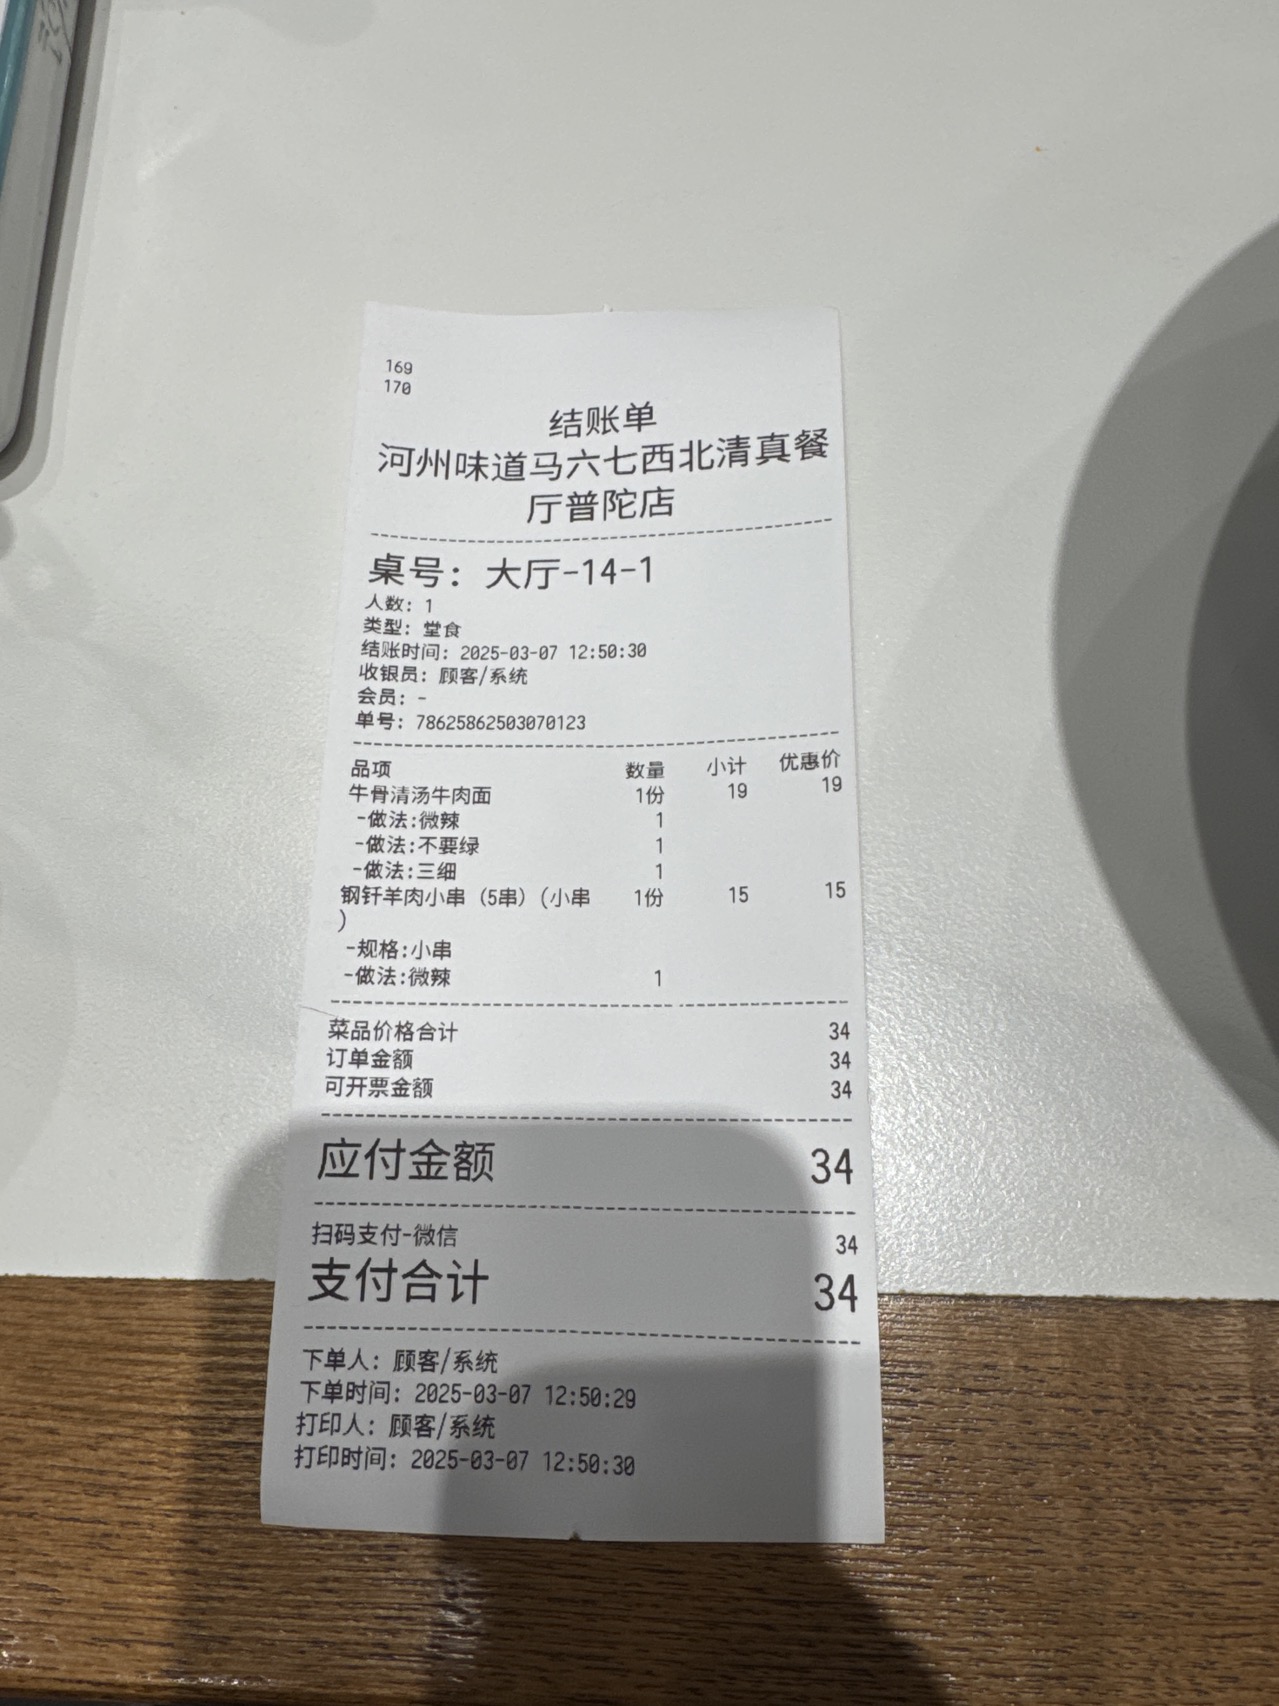 169
170
结账单
河州味道马六七西北清真餐
厅普陀店
桌号：大厅-14-1
人数：1
类型：堂食
结账时间：2025-03-07 12:50:30
收银员：顾客/系统
会员：-
单号：78625862503070123
品项 数量 小计 优惠价
牛骨清汤牛肉面 1份 19 19
-做法:微辣 1
-做法:不要绿 1
-做法:三细 1
钢钎羊肉小串（5串）（小串 1份 15 15
）
-规格:小串
-做法:微辣 1
菜品价格合计 34
订单金额 34
可开票金额 34
应付金额 34
扫码支付-微信 34
支付合计 34
下单人：顾客/系统
下单时间：2025-03-07 12:50:29
打印人：顾客/系统
打印时间：2025-03-07 12:50:30